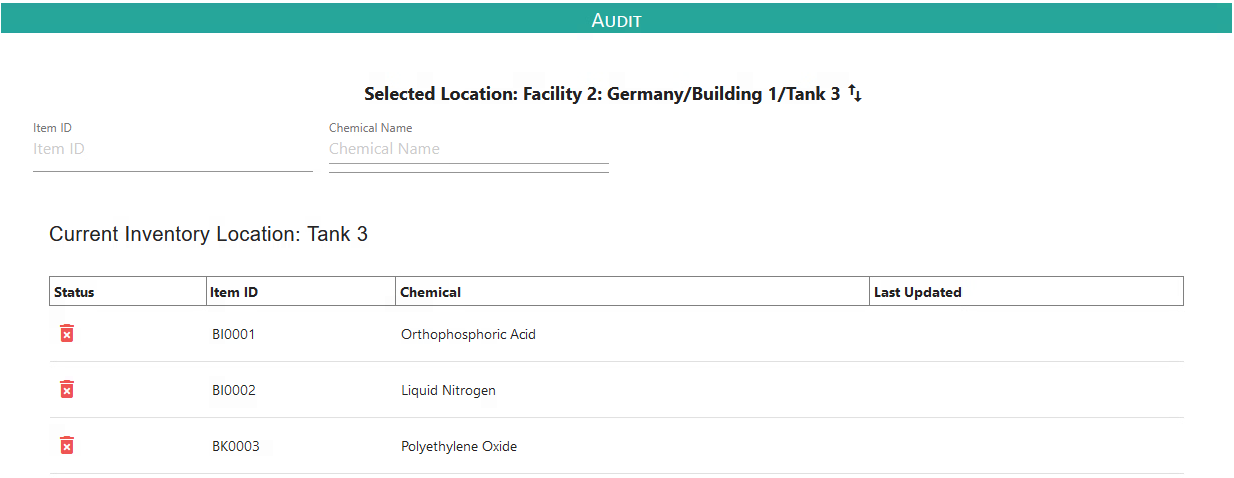 Audit
Selected Location: Facility 2: Germany/Building 1/Tank 3
Item ID Chemical Name
Item ID Chemical Name
Current Inventory Location: Tank 3
Status Item ID Chemical Last Updated
BI0001 Orthophosphoric Acid
BI0002 Liquid Nitrogen
BK0003 Polyethylene Oxide